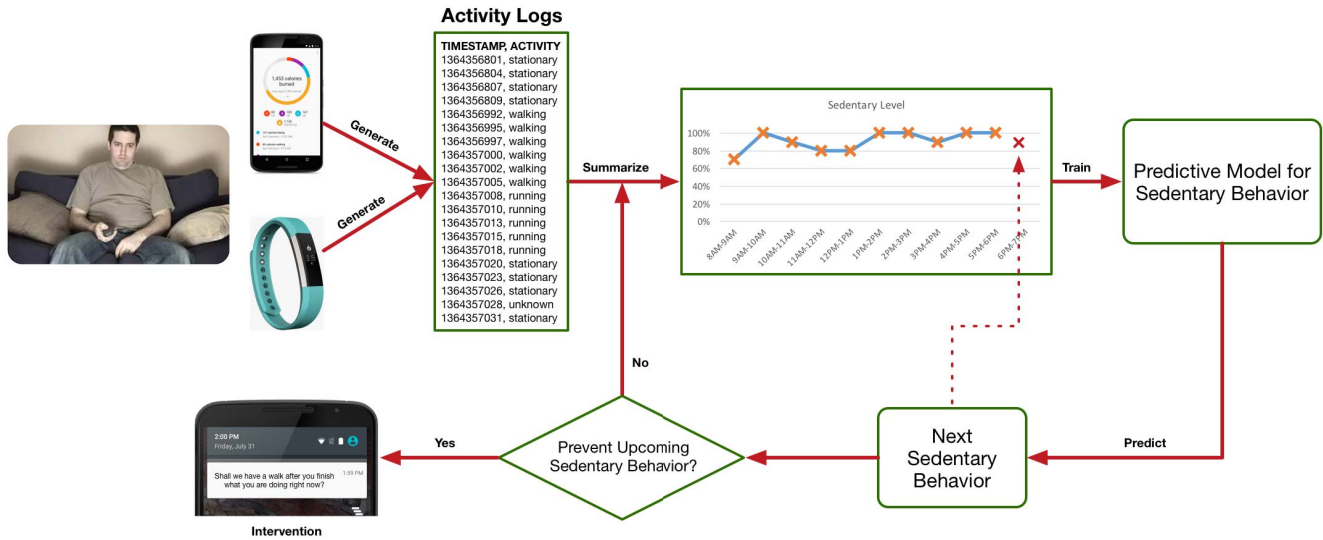 Activity Logs
TIMESTAMP, ACTIVITY
1364356801, stationary
1364356804, stationary
1364356807, stationary
1364356809, stationary
1364356992, walking
1364356995, walking
1364356997, walking
1364357000, walking
1364357002, walking
1364357005, walking
1364357008, running
1364357010, running
1364357013, running
1364357015, running
1364357018, running
1364357020, stationary
1364357023, stationary
1364357026, stationary
1364357028, unknown
1364357031, stationary
1,453 calories
burned
Generate
Generate
Summarize
Sedentary Level
100%
80%
60%
40%
20%
0%
8AM-9AM
9AM-10AM
10AM-11AM
11AM-12PM
12PM-1PM
1PM-2PM
2PM-3PM
3PM-4PM
4PM-5PM
5PM-6PM
6PM-7PM
Train
Predictive Model for
Sedentary Behavior
Predict
Next
Sedentary
Behavior
Prevent Upcoming
Sedentary Behavior?
No
Yes
2:00 PM
Friday, July 31
Shall we have a walk after you finish
what you are doing right now?
1:59 PM
Intervention